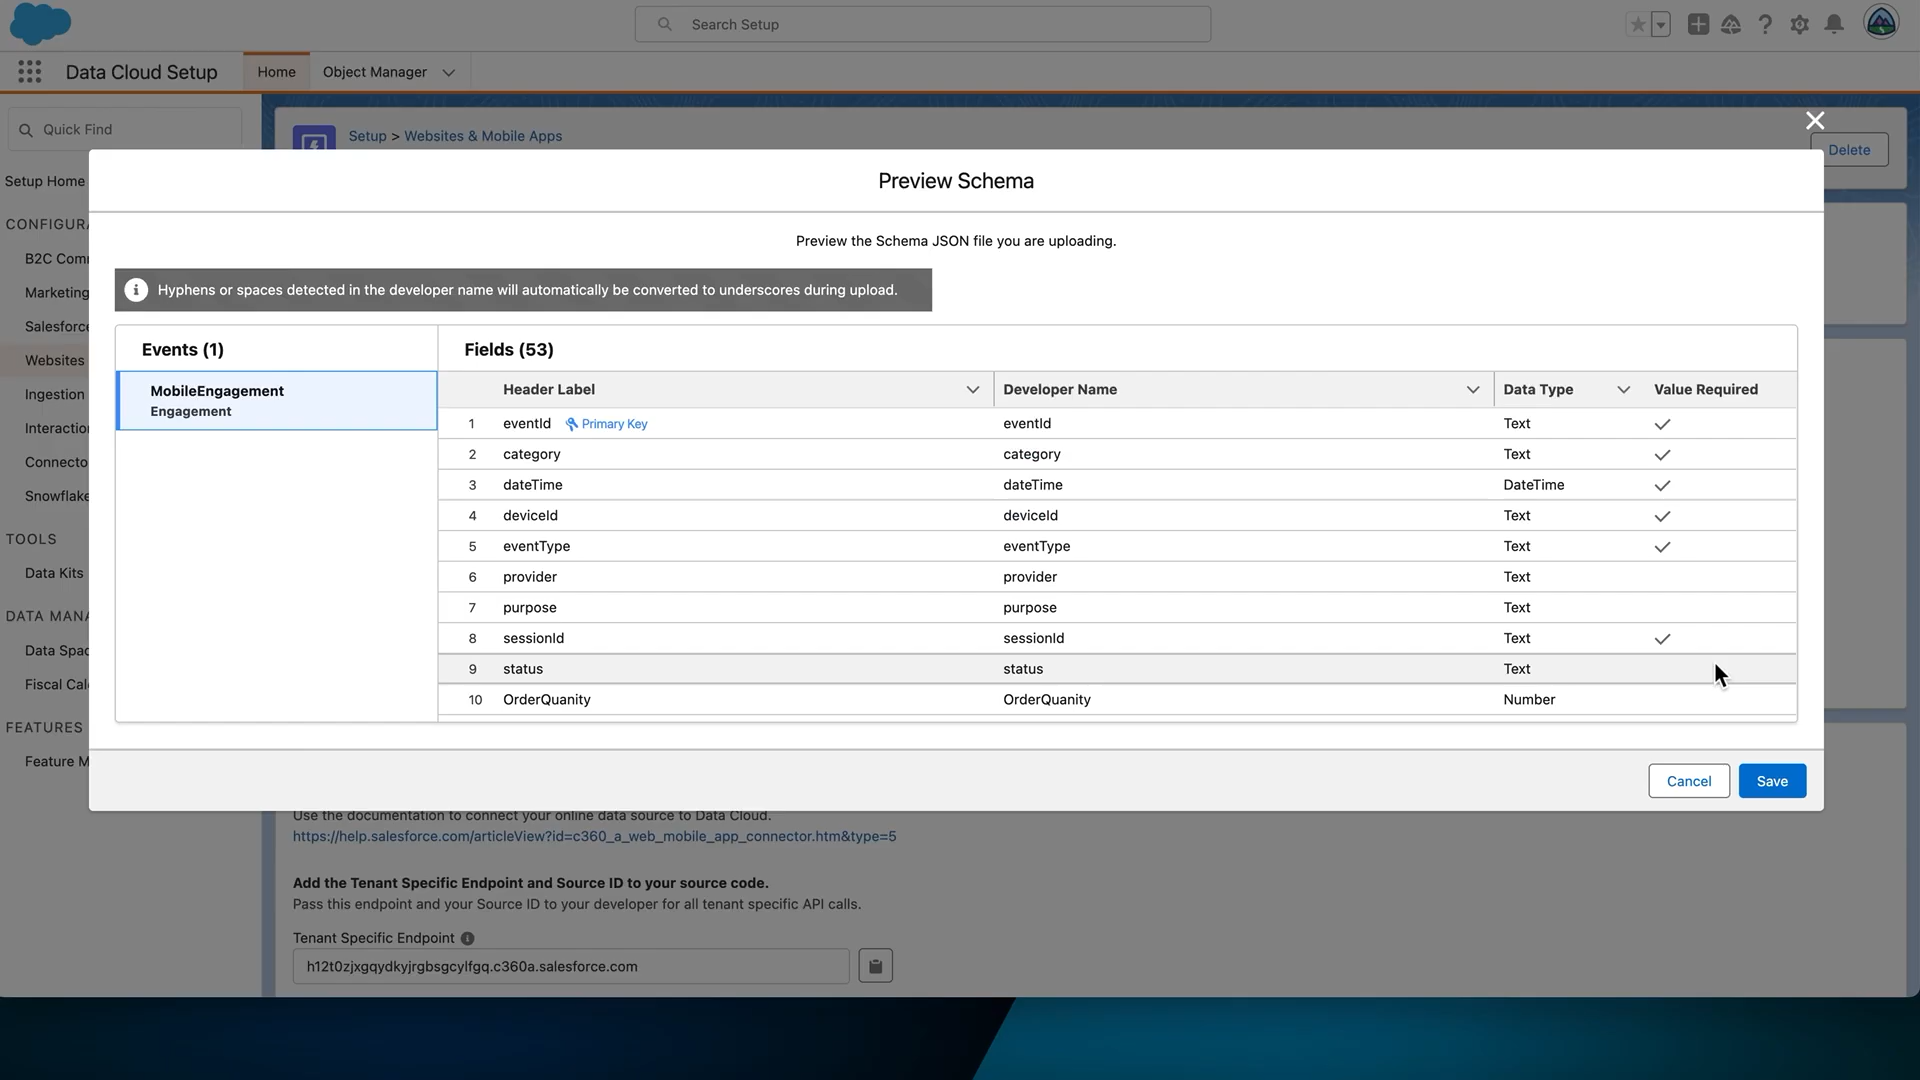 Search Setup
Data Cloud Setup
Home
Object Manager
Quick Find
Setup > Websites & Mobile Apps
Delete
Setup Home
CONFIGURA
B2C Com
Marketing
Salesforce
Websites
Ingestion
Interaction
Connecto
Snowflake
TOOLS
Data Kits
DATA MANA
Data Spac
Fiscal Cal
FEATURES
Feature M
Preview Schema
Preview the Schema JSON file you are uploading.
Hyphens or spaces detected in the developer name will automatically be converted to underscores during upload.
Events (1)
MobileEngagement
Engagement
Fields (53)
Header Label Developer Name Data Type Value Required
1 eventId Primary Key eventId Text
2 category category Text
3 dateTime dateTime DateTime
4 deviceId deviceId Text
5 eventType eventType Text
6 provider provider Text
7 purpose purpose Text
8 sessionId sessionId Text
9 status status Text
10 OrderQuanity OrderQuanity Number
Cancel
Save
Use the documentation to connect your online data source to Data Cloud.
https://help.salesforce.com/articleView?id=c360_a_web_mobile_app_connector.htm&type=5
Add the Tenant Specific Endpoint and Source ID to your source code.
Pass this endpoint and your Source ID to your developer for all tenant specific API calls.
Tenant Specific Endpoint
h12t0zjxgqydkyjrgbsgcylfgq.c360a.salesforce.com